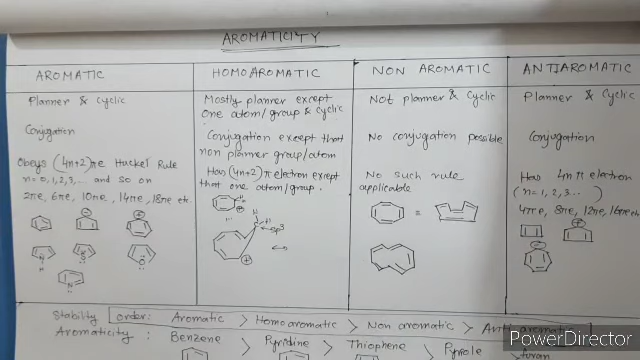 AROMATICITY
AROMATIC
HOMOAROMATIC
NON AROMATIC
ANTIAROMATIC
Planner & cyclic
Mostly planner except
one atom/group & cyclic
Not planner & cyclic
Planner & cyclic
Conjugation
Conjugation except that
non planner group/atom
No conjugation possible
Conjugation
Obeys (4n+2)πe Huckel Rule
n=0,1,2,3,... and so on
2πe, 6πe, 10πe, 14πe, 18πe etc.
Has (4n+2)π electron except
that one atom/group.
No such rule
applicable
Has 4nπ electron
(n=1,2,3... )
4πe, 8πe, 12πe, 16πe etc
H
H
sp3
=
N
H
S
O
N
Stability order: Aromatic > Homoaromatic > Non aromatic > Anti aromatic
Aromaticity : Benzene > Pyridine > Thiophene > Pyrrole > furan
PowerDirector